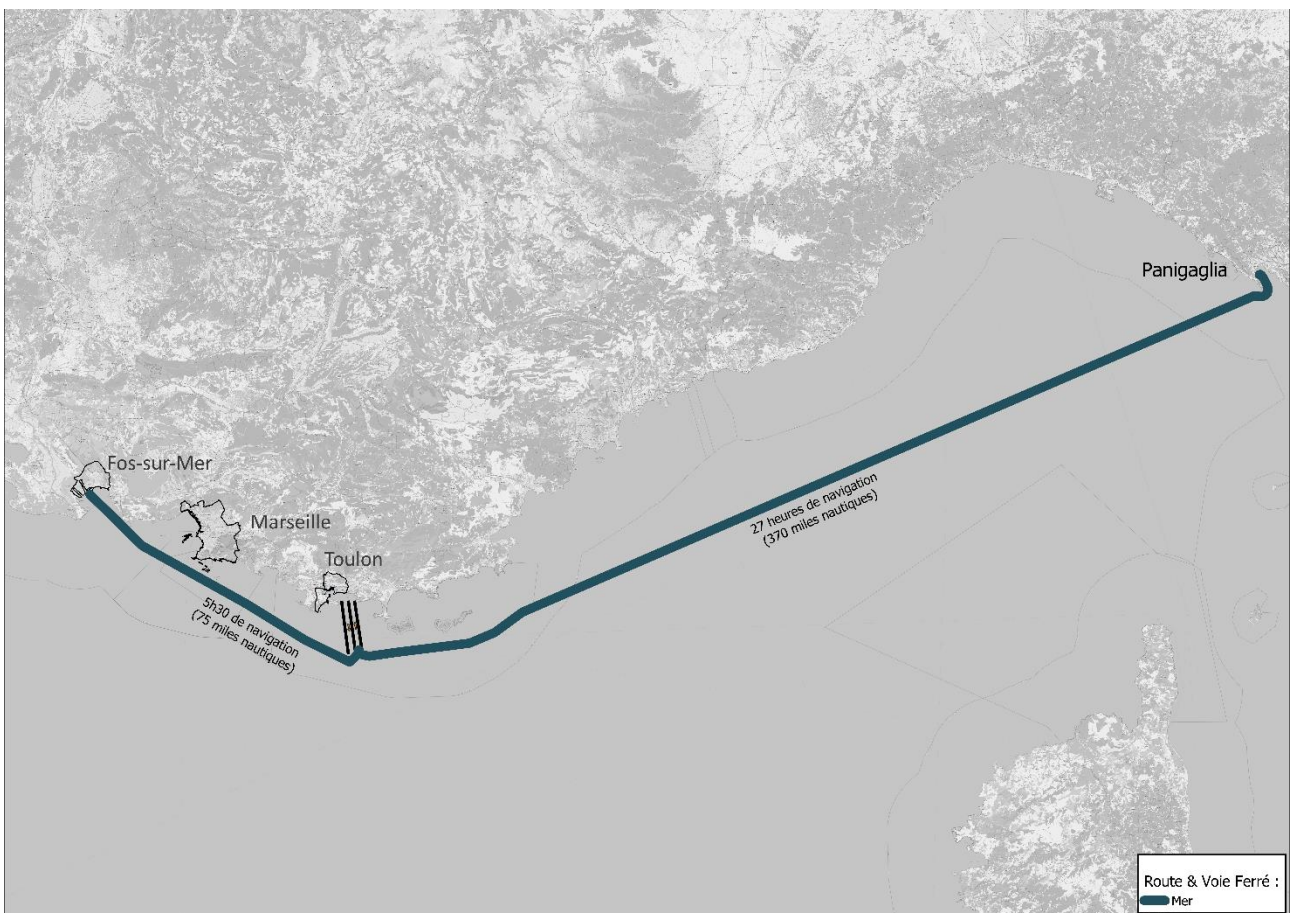 Panigaglia
Fos-sur-Mer
Marseille
Toulon
27 heures de navigation
(370 miles nautiques)
5h30 de navigation
(75 miles nautiques)
Route & Voie Ferré :
Mer